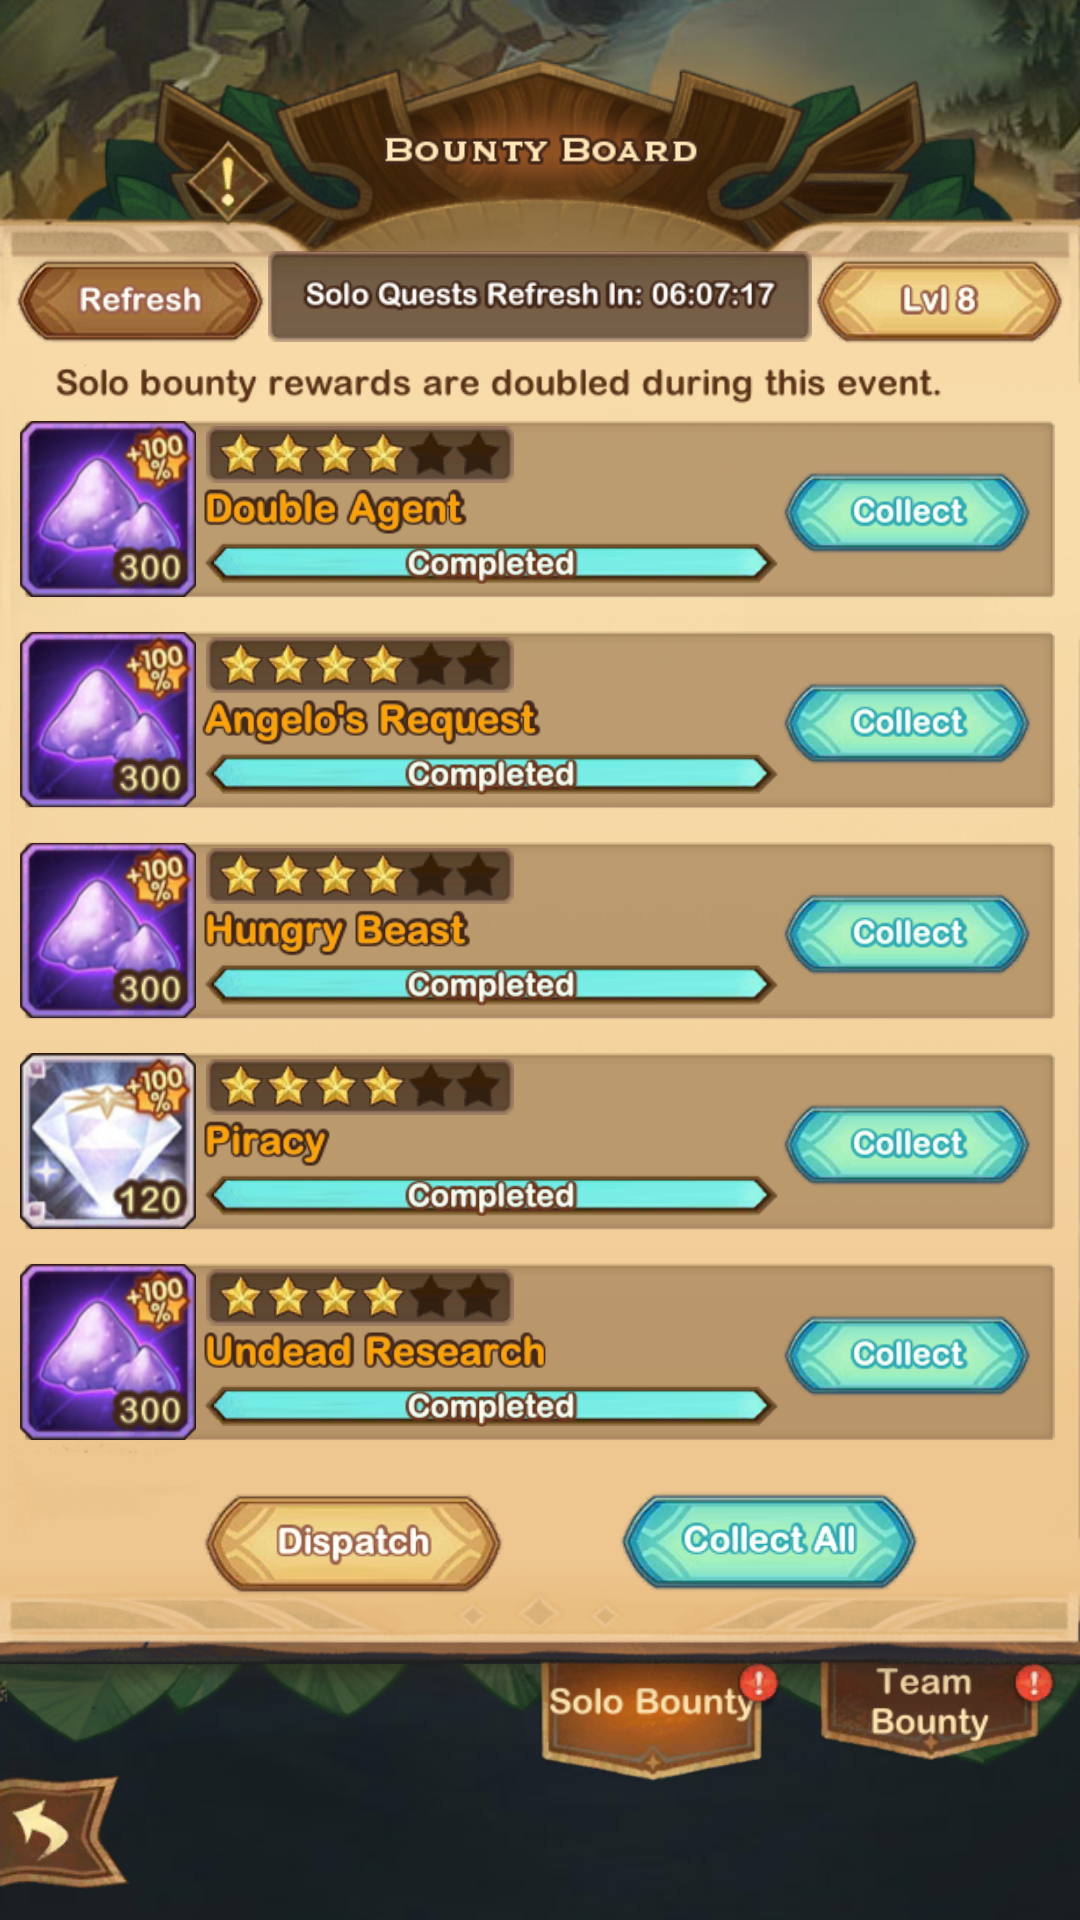 Bounty Board
Refresh
Solo Quests Refresh In: 06:07:17
Lvl 8
Solo bounty rewards are doubled during this event.
+100
%
300
Double Agent
Completed
Collect
+100
%
300
Angelo's Request
Completed
Collect
+100
%
300
Hungry Beast
Completed
Collect
+100
%
120
Piracy
Completed
Collect
+100
%
300
Undead Research
Completed
Collect
Dispatch
Collect All
Solo Bounty
Team
Bounty